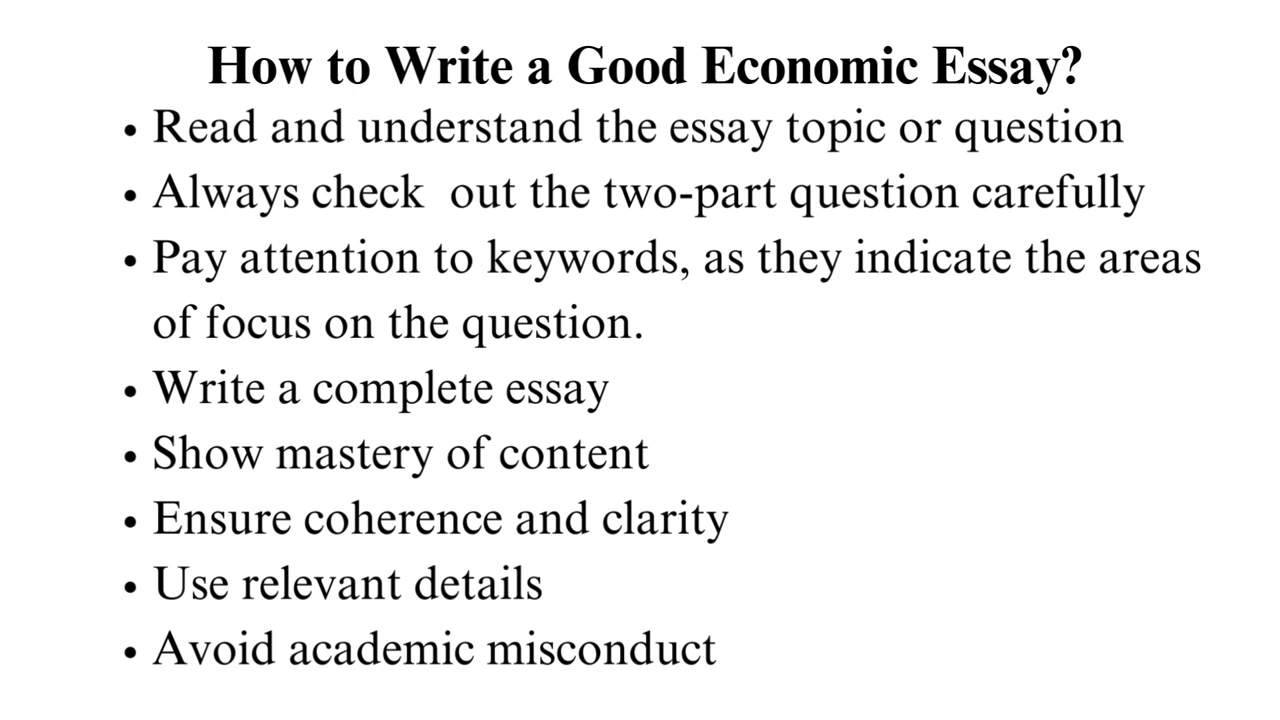 How to Write a Good Economic Essay?
• Read and understand the essay topic or question
• Always check  out the two-part question carefully
• Pay attention to keywords, as they indicate the areas
of focus on the question.
• Write a complete essay
• Show mastery of content
• Ensure coherence and clarity
• Use relevant details
• Avoid academic misconduct